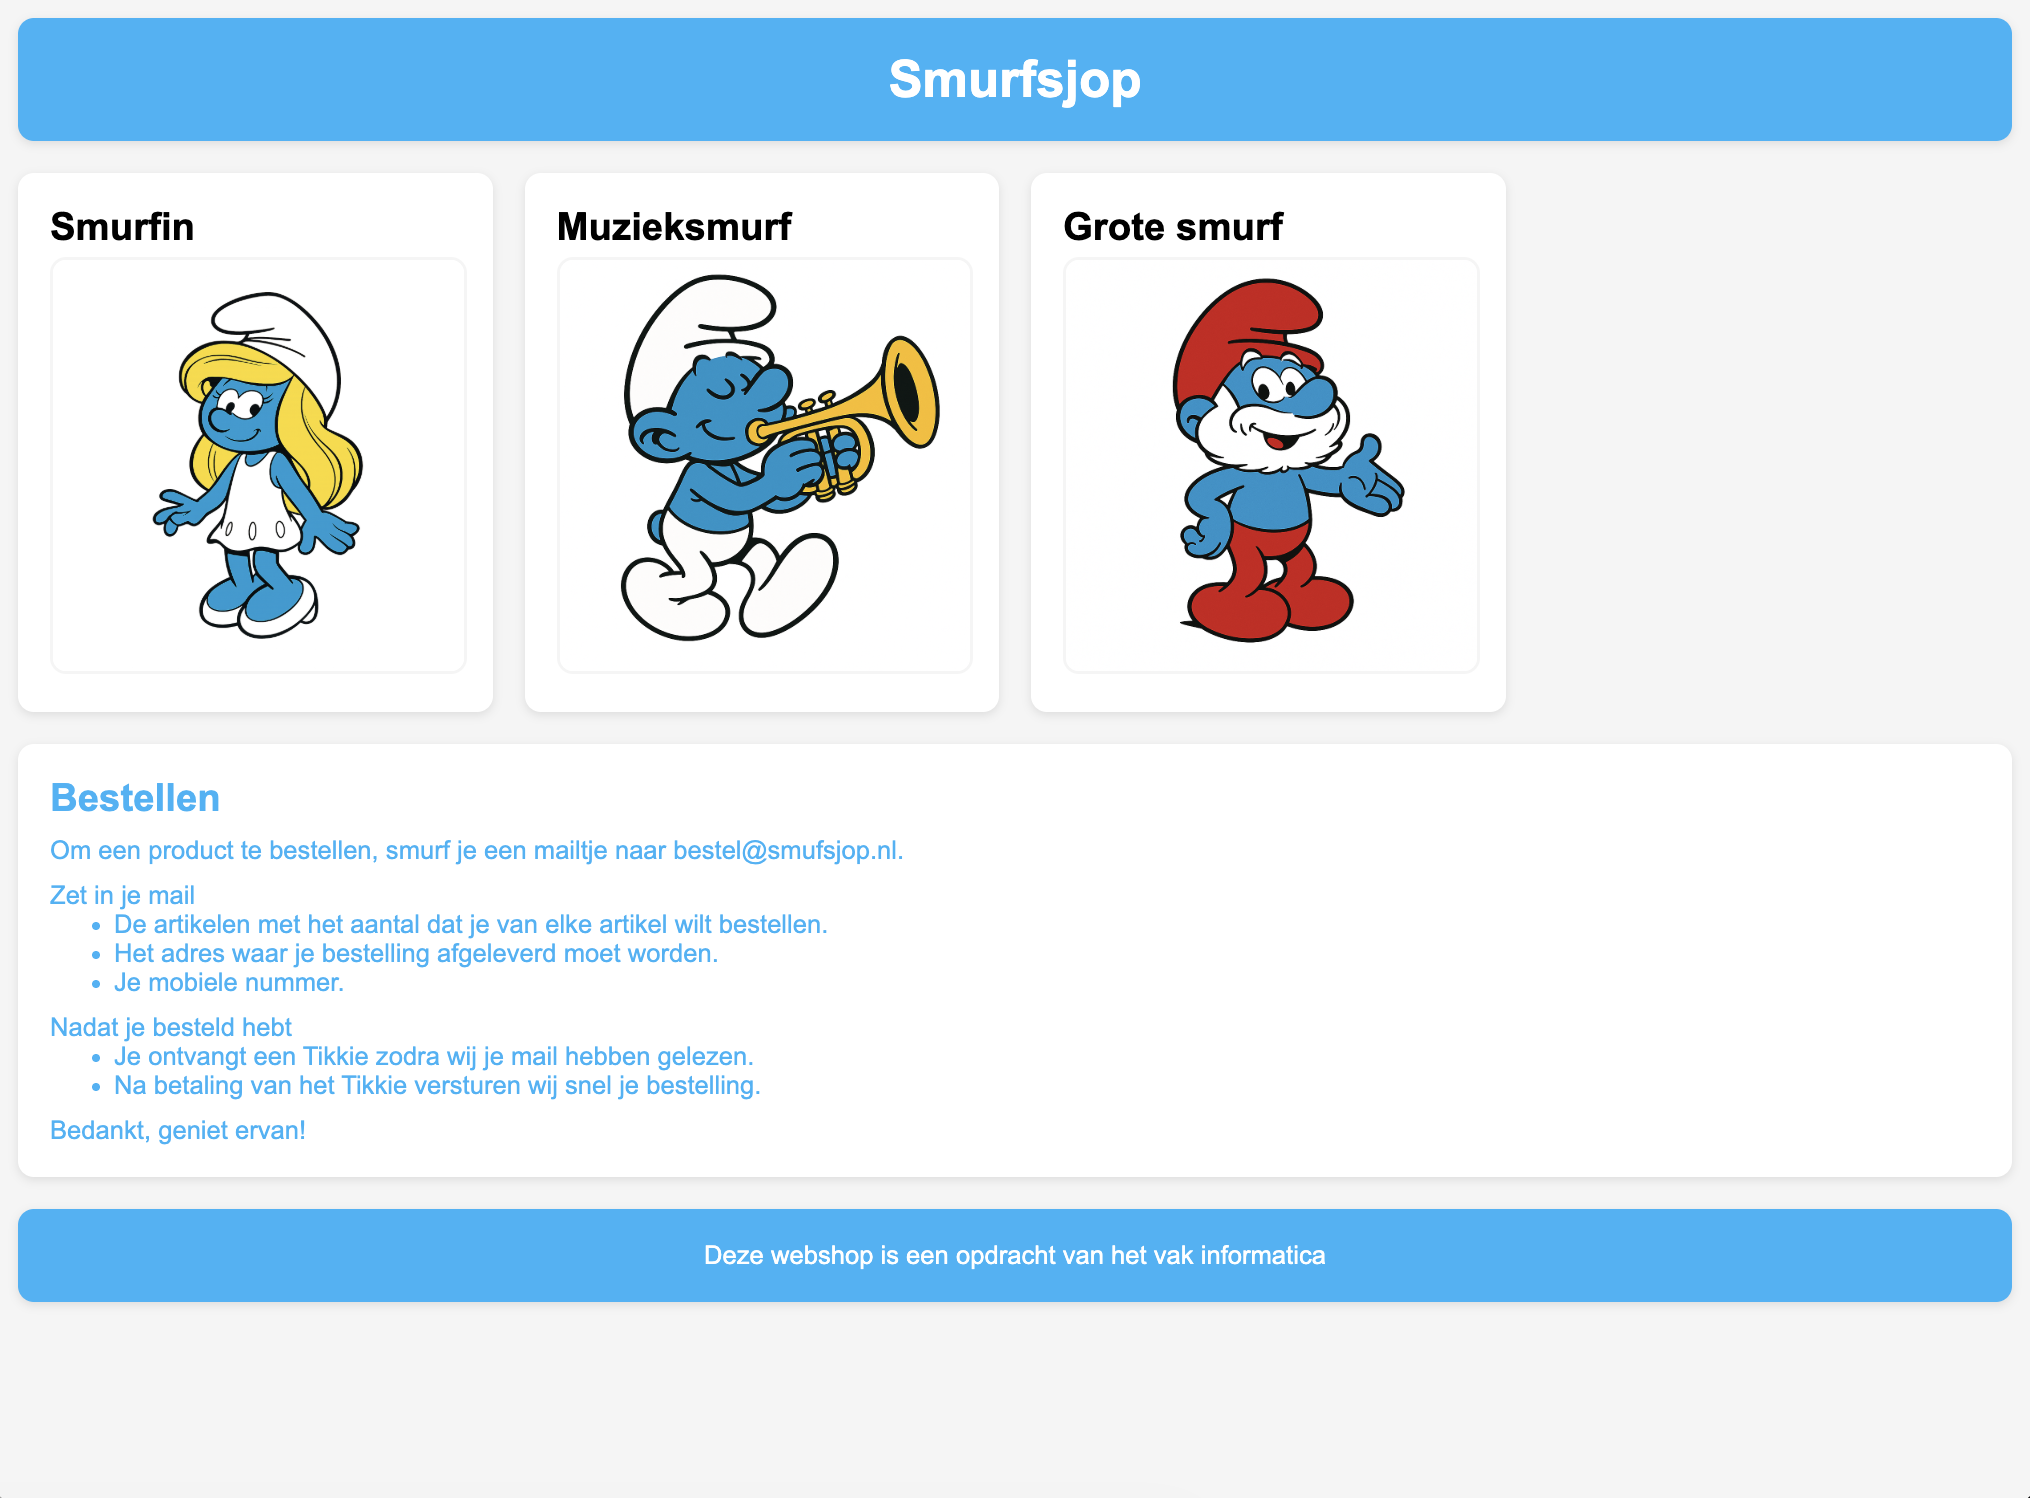 Smurfsjop
Smurfin
Muzieksmurf
Grote smurf
Bestellen
Om een product te bestellen, smurf je een mailtje naar bestel@smufsjop.nl.
Zet in je mail
• De artikelen met het aantal dat je van elke artikel wilt bestellen.
• Het adres waar je bestelling afgeleverd moet worden.
• Je mobiele nummer.
Nadat je besteld hebt
• Je ontvangt een Tikkie zodra wij je mail hebben gelezen.
• Na betaling van het Tikkie versturen wij snel je bestelling.
Bedankt, geniet ervan!
Deze webshop is een opdracht van het vak informatica